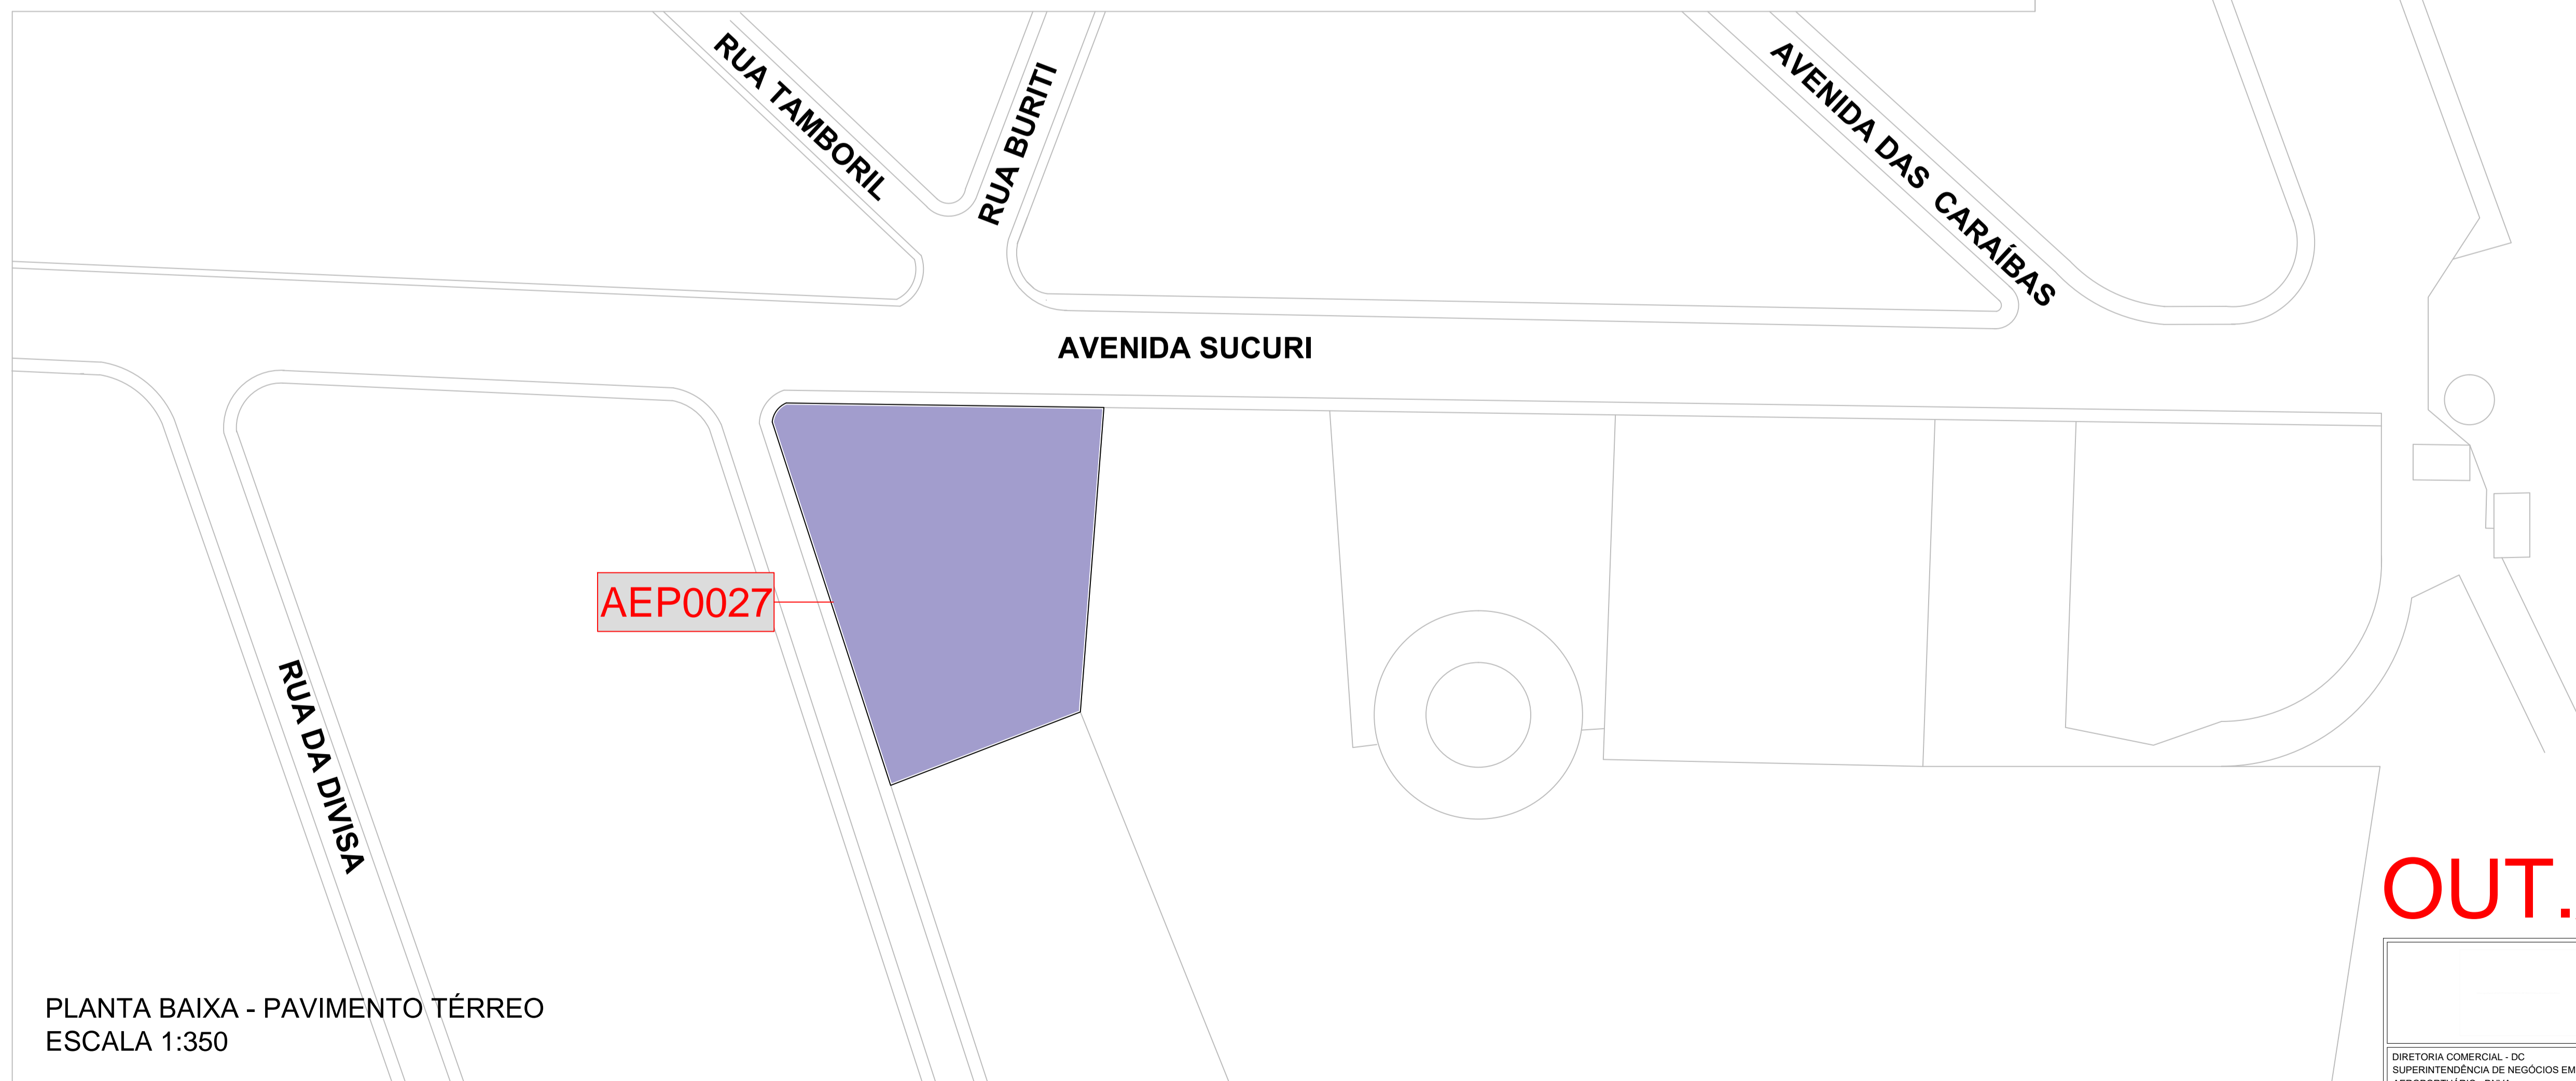 RUA TAMBORIL
RUA BURITI
AVENIDA DAS CARAÍBAS
AVENIDA SUCURI
AEP0027
RUA DA DIVISA
OUT.
PLANTA BAIXA - PAVIMENTO TÉRREO
ESCALA 1:350
DIRETORIA COMERCIAL - DC
SUPERINTENDÊNCIA DE NEGÓCIOS EM